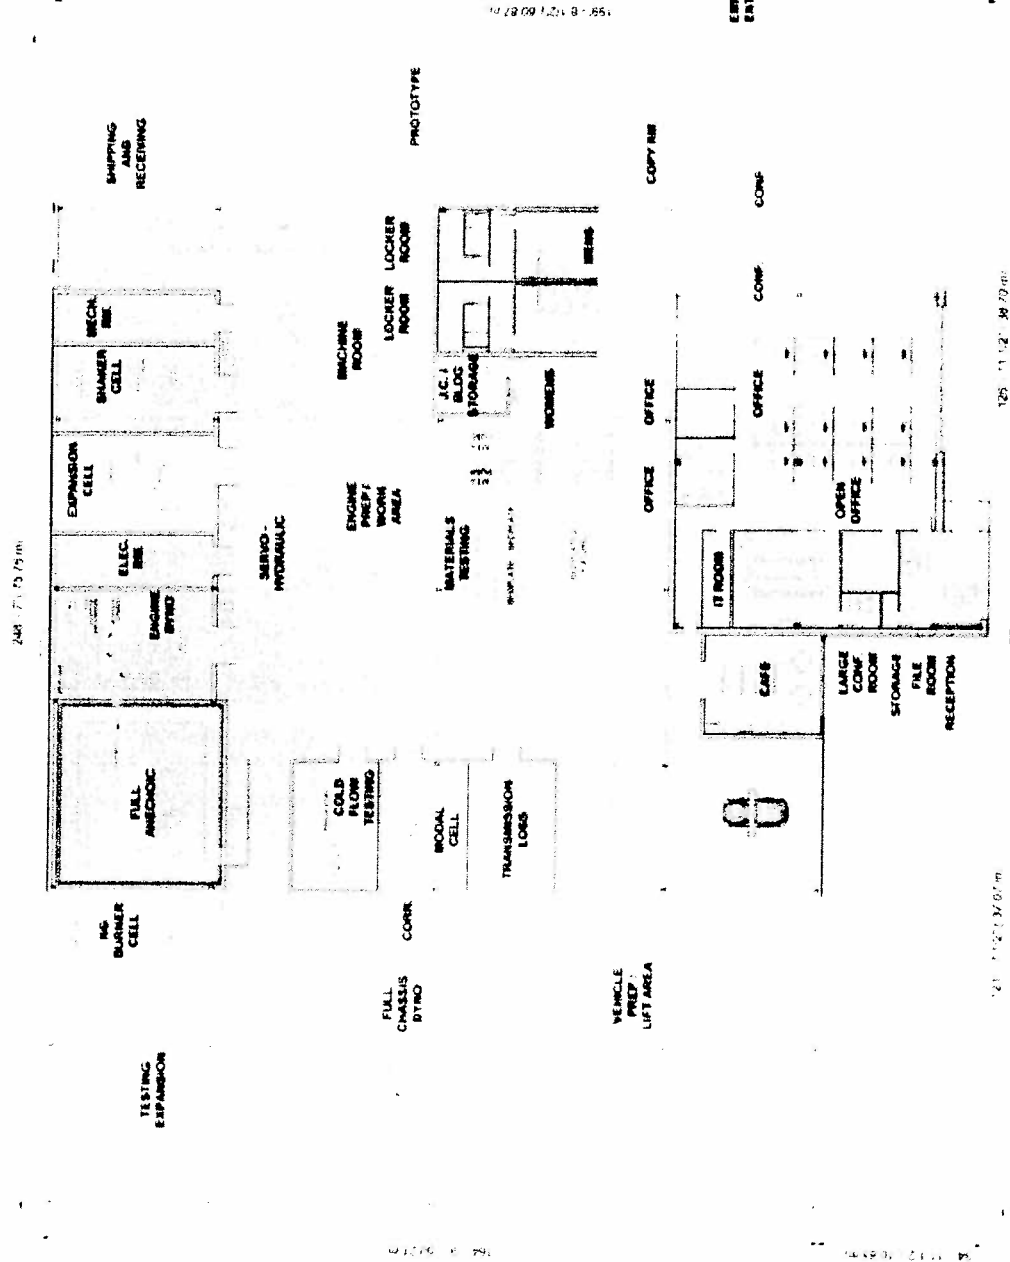 SHIPPING
AND
RECEIVING
MECH.
RM.
SHAKER
CELL
EXPANSION
CELL
ELEC.
RM.
ENGINE
DYNO
FULL
ANECHOIC
NG
BURNER
CELL
TESTING
EXPANSION
SERVO-
HYDRAULIC
PROTOTYPE
LOCKER
ROOM
LOCKER
ROOM
MACHINE
ROOM
ENGINE
PREP /
WORK
AREA
COLD
FLOW
TESTING
CORR.
FULL
CHASSIS
DYNO
J.C.I
BLDG
STORAGE
MENS
WOMENS
MATERIALS
TESTING
MODAL
CELL
TRANSMISSION
LOSS
VEHICLE
PREP /
LIFT AREA
COPY RM
CONF.
CONF.
OFFICE
OFFICE
OFFICE
OPEN
OFFICE
IT ROOM
CAFE
LARGE
CONF.
ROOM
STORAGE
FILE
ROOM
RECEPTION